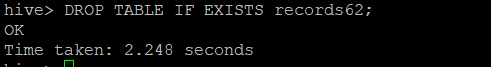 hive> DROP TABLE IF EXISTS records62;
OK
Time taken: 2.248 seconds
hive>